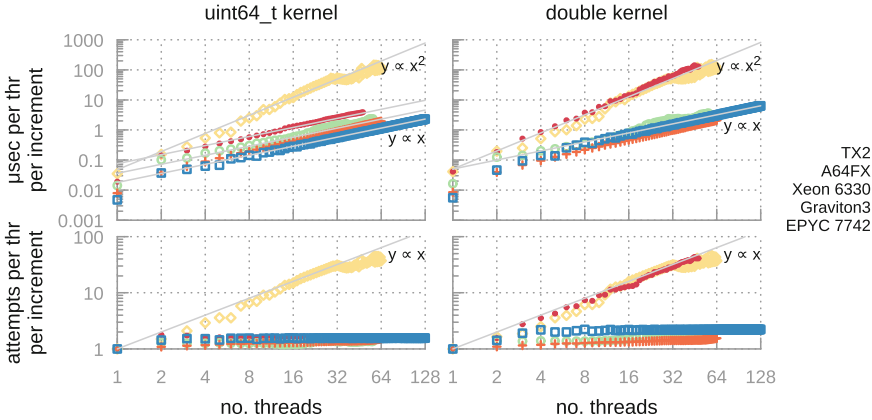 uint64_t kernel
double kernel
µsec per thr
per increment
1000
100
10
1
0.1
0.01
0.001
y ∝ x²
y ∝ x
y ∝ x²
y ∝ x
TX2
A64FX
Xeon 6330
Graviton3
EPYC 7742
attempts per thr
per increment
100
10
1
y ∝ x
y ∝ x
1 2 4 8 16 32 64 128
1 2 4 8 16 32 64 128
no. threads
no. threads